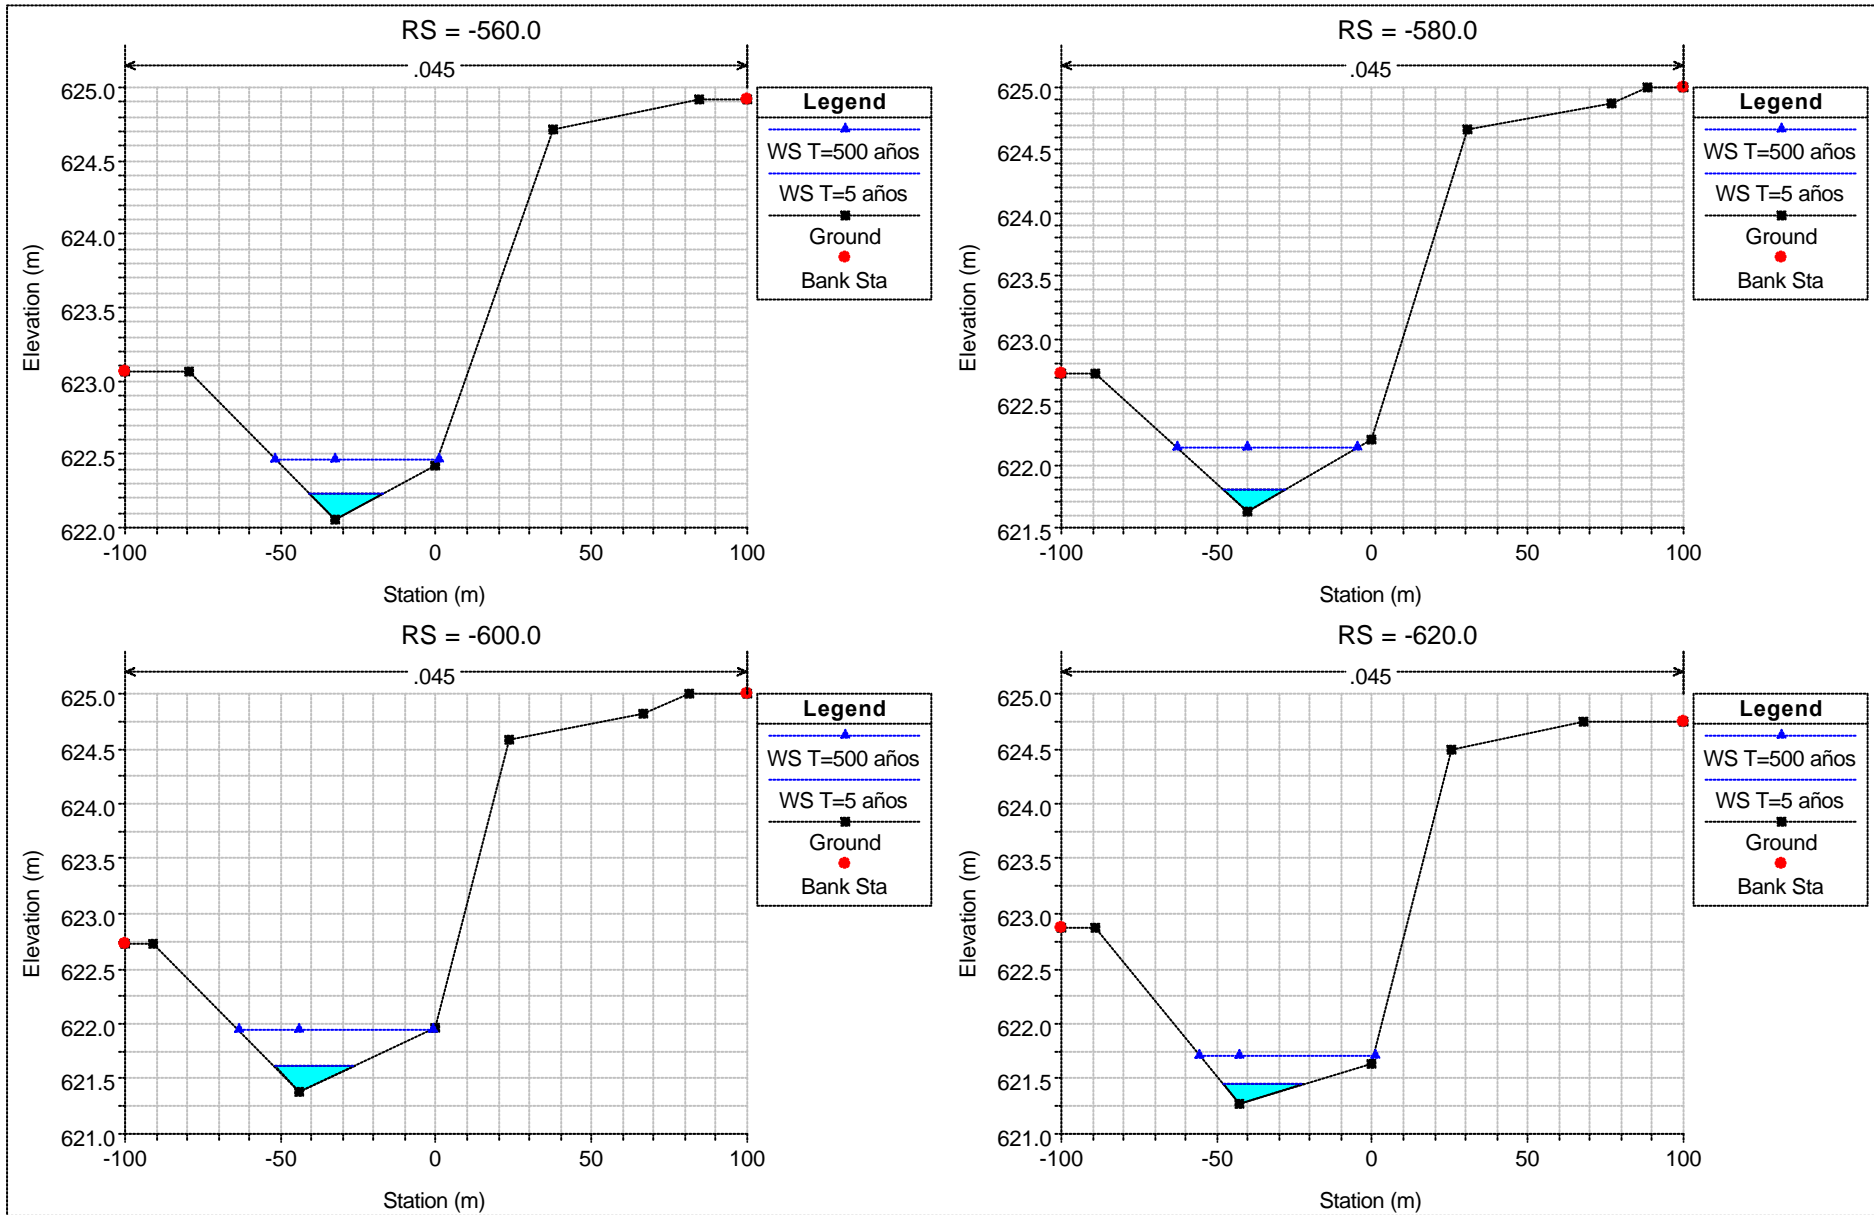 RS = -560.0
.045
625.0
624.5
624.0
623.5
623.0
622.5
622.0
-100
-50
0
50
100
Station (m)
Elevation (m)
Legend
WS T=500 años
WS T=5 años
Ground
Bank Sta
RS = -580.0
.045
625.0
624.5
624.0
623.5
623.0
622.5
622.0
621.5
-100
-50
0
50
100
Station (m)
Elevation (m)
Legend
WS T=500 años
WS T=5 años
Ground
Bank Sta
RS = -600.0
.045
625.0
624.5
624.0
623.5
623.0
622.5
622.0
621.5
621.0
-100
-50
0
50
100
Station (m)
Elevation (m)
Legend
WS T=500 años
WS T=5 años
Ground
Bank Sta
RS = -620.0
.045
625.0
624.5
624.0
623.5
623.0
622.5
622.0
621.5
621.0
-100
-50
0
50
100
Station (m)
Elevation (m)
Legend
WS T=500 años
WS T=5 años
Ground
Bank Sta